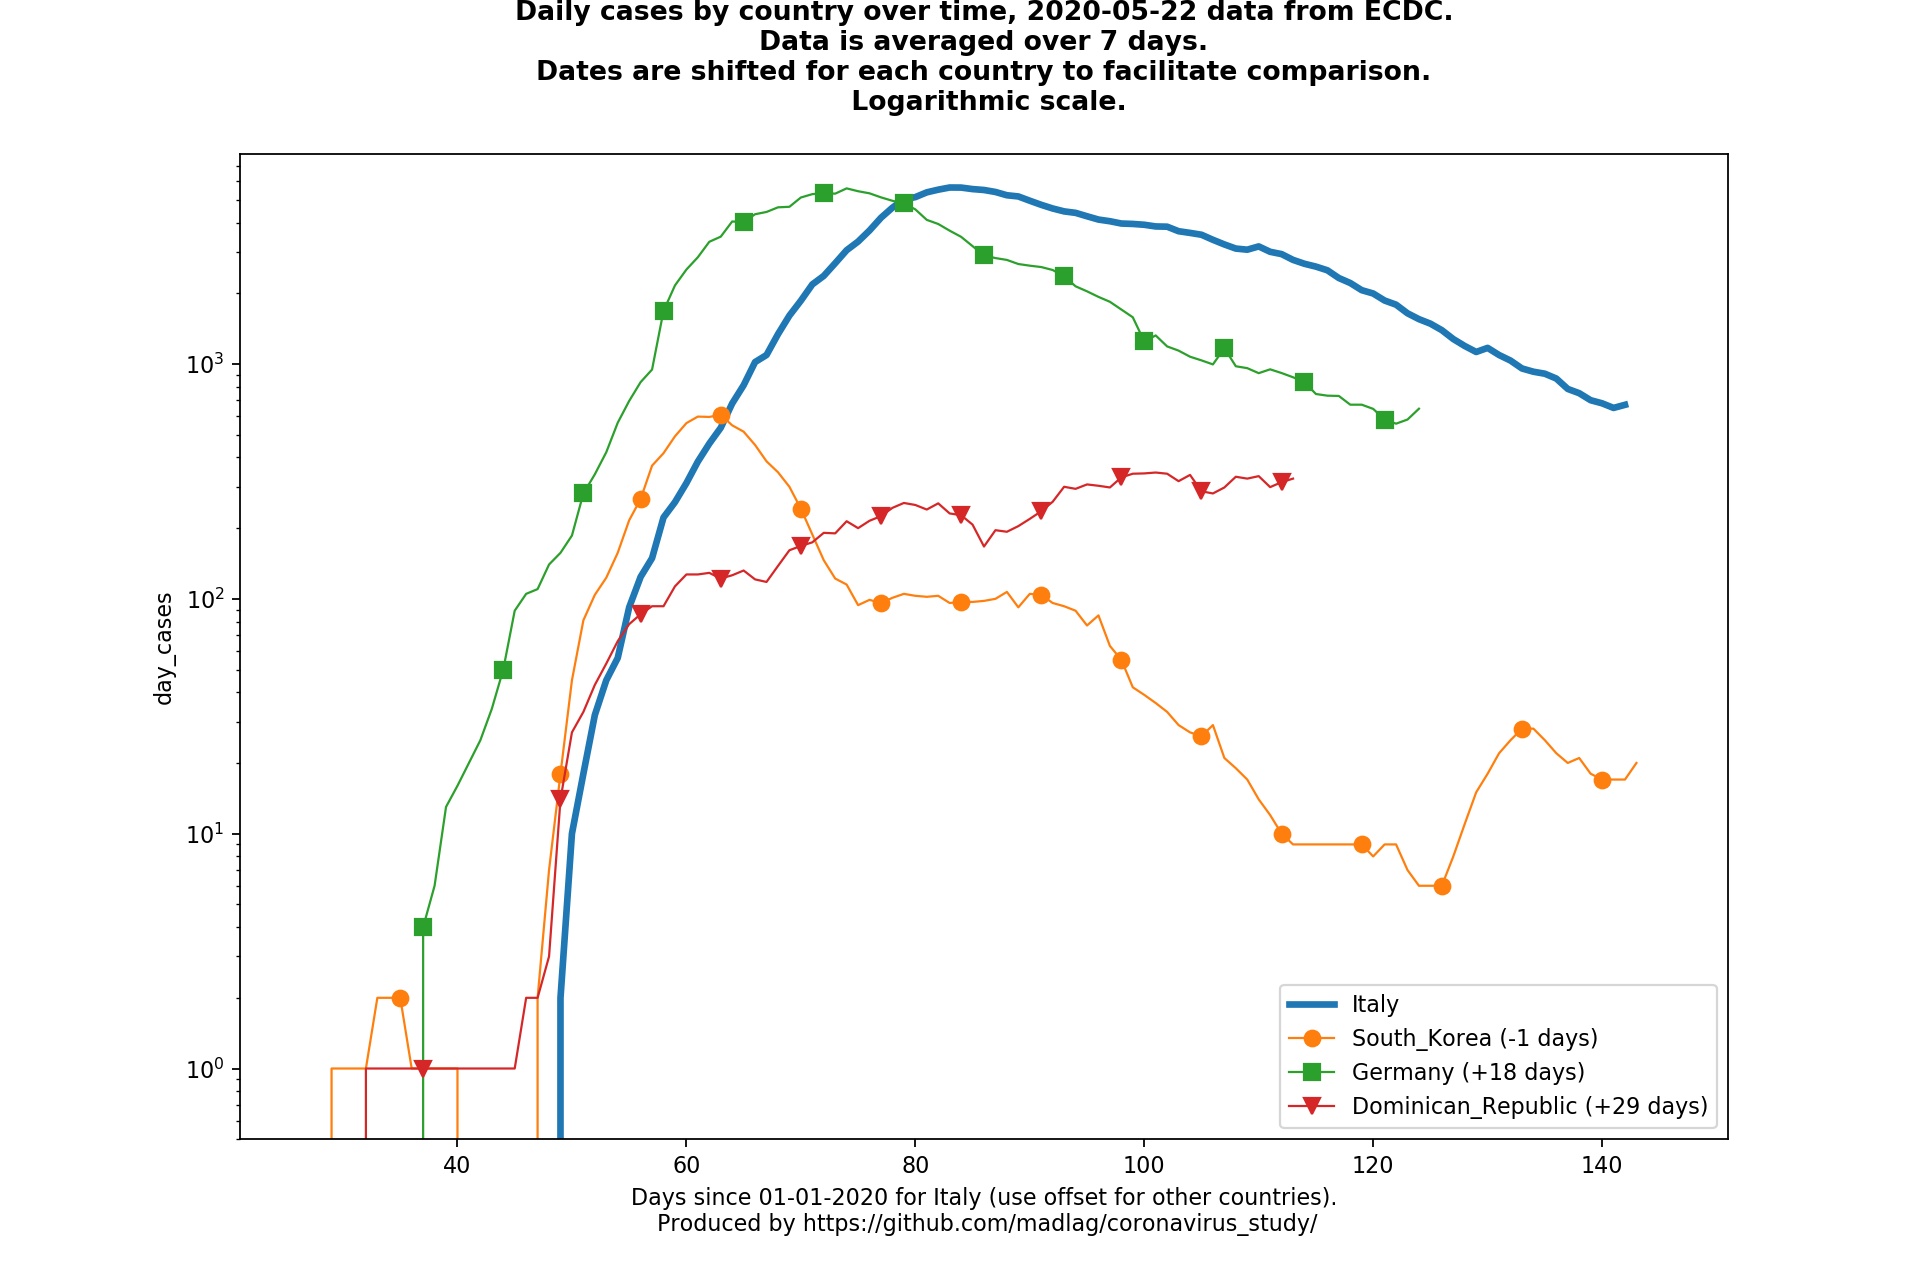 Daily cases by country over time, 2020-05-22 data from ECDC.
Data is averaged over 7 days.
Dates are shifted for each country to facilitate comparison.
Logarithmic scale.
10³
10²
10¹
10⁰
day_cases
40 60 80 100 120 140
Days since 01-01-2020 for Italy (use offset for other countries).
Produced by https://github.com/madlag/coronavirus_study/
Italy
South_Korea (-1 days)
Germany (+18 days)
Dominican_Republic (+29 days)